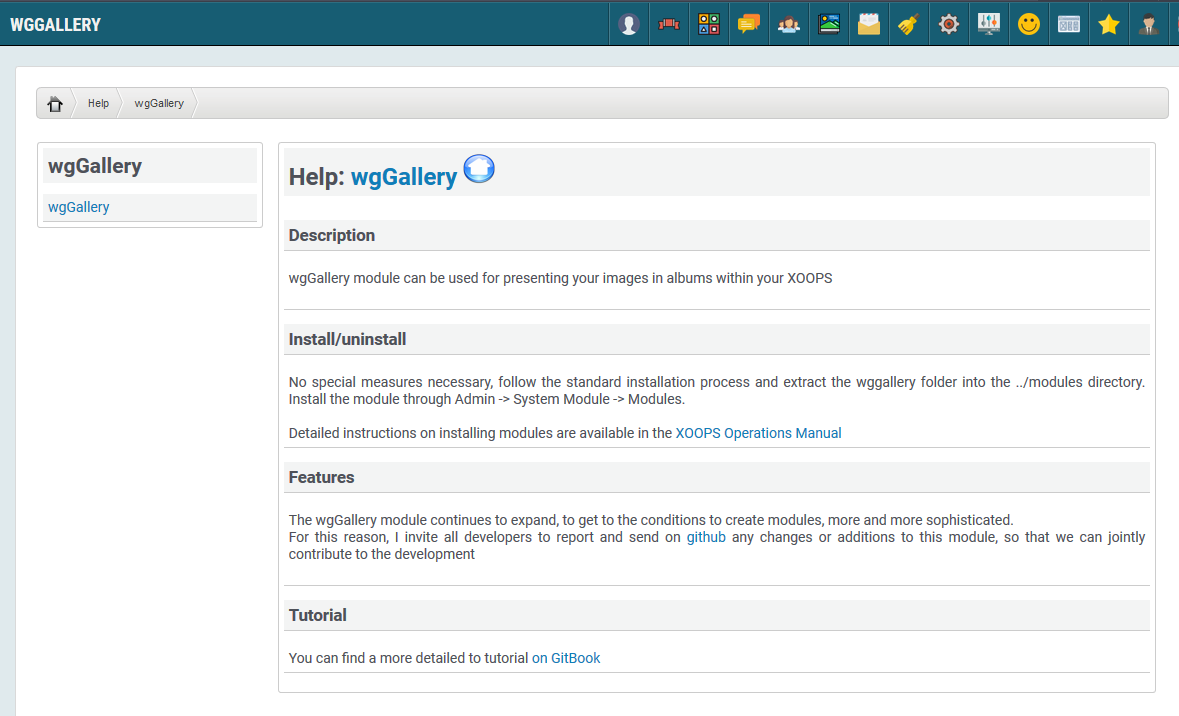 WGGALLERY
Help
wgGallery
wgGallery
wgGallery
Help: wgGallery
Description
wgGallery module can be used for presenting your images in albums within your XOOPS
Install/uninstall
No special measures necessary, follow the standard installation process and extract the wggallery folder into the ../modules directory.
Install the module through Admin -> System Module -> Modules.
Detailed instructions on installing modules are available in the XOOPS Operations Manual
Features
The wgGallery module continues to expand, to get to the conditions to create modules, more and more sophisticated.
For this reason, I invite all developers to report and send on github any changes or additions to this module, so that we can jointly
contribute to the development
Tutorial
You can find a more detailed to tutorial on GitBook